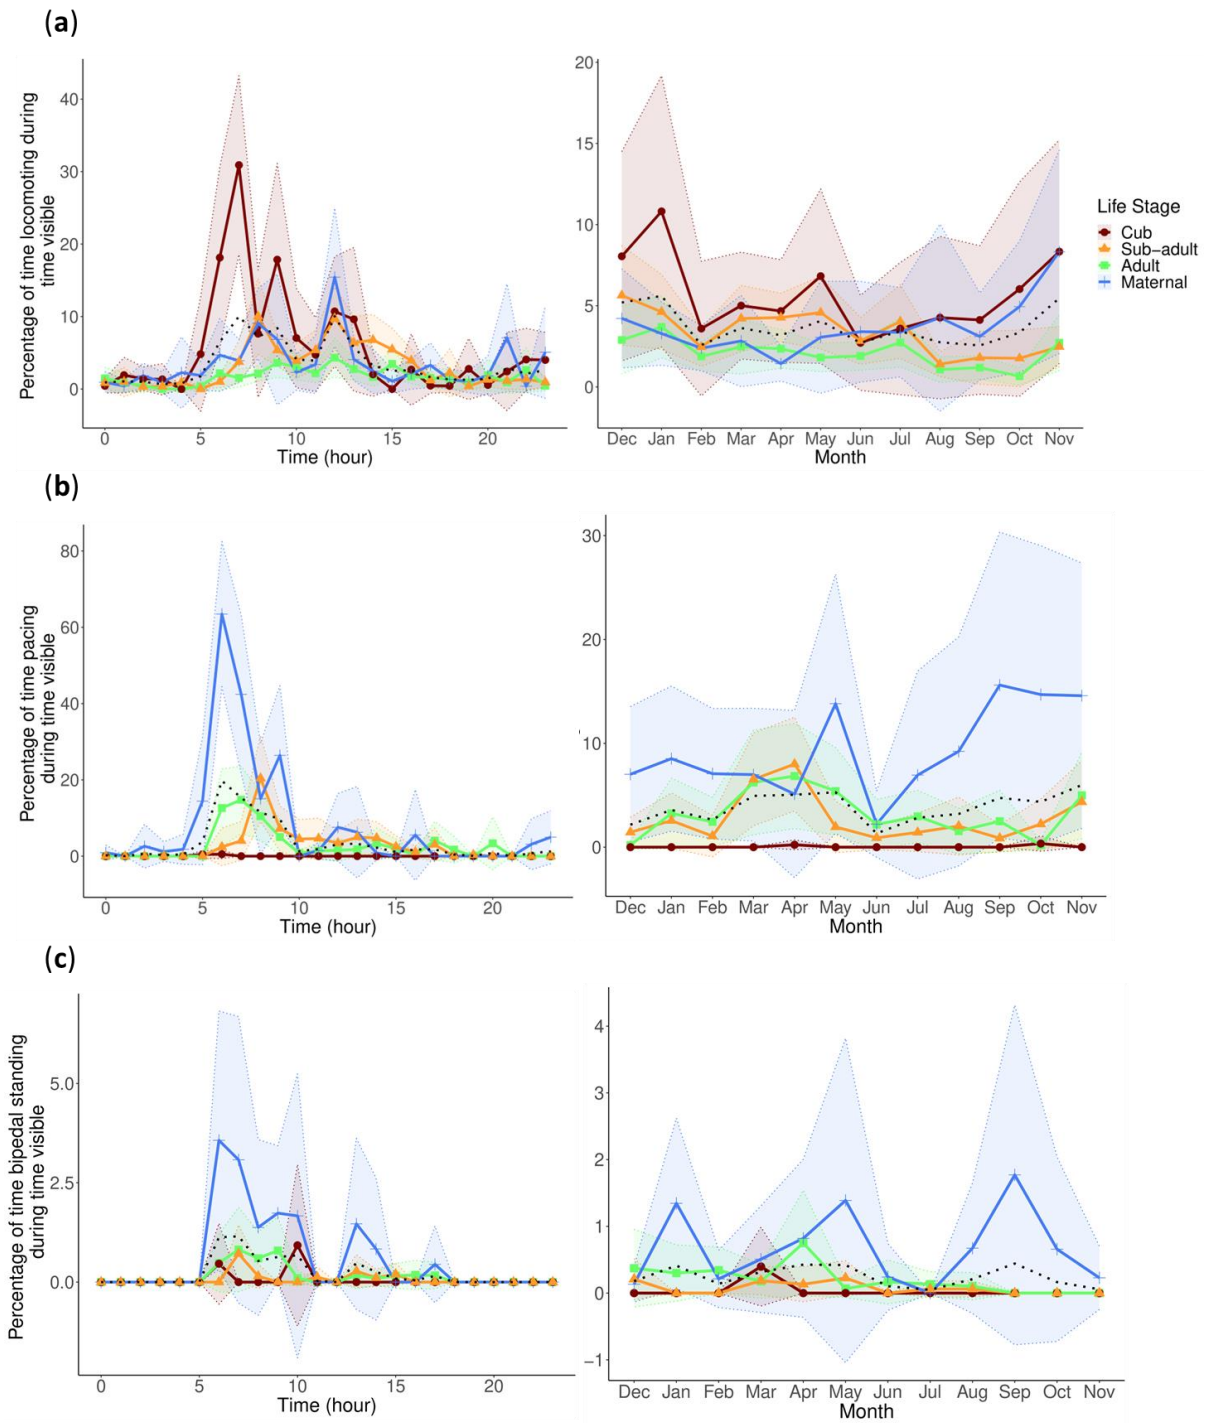 (a)
Percentage of time locomoting during
time visible
40
30
20
10
0
0 5 10 15 20
Time (hour)
20
15
10
5
0
Dec Jan Feb Mar Apr May Jun Jul Aug Sep Oct Nov
Month
Life Stage
Cub
Sub−adult
Adult
Maternal
(b)
Percentage of time pacing
during time visible
80
60
40
20
0
0 5 10 15 20
Time (hour)
30
20
10
0
Dec Jan Feb Mar Apr May Jun Jul Aug Sep Oct Nov
Month
(c)
Percentage of time bipedal standing
during time visible
5.0
2.5
0.0
0 5 10 15 20
Time (hour)
4
3
2
1
0
−1
Dec Jan Feb Mar Apr May Jun Jul Aug Sep Oct Nov
Month